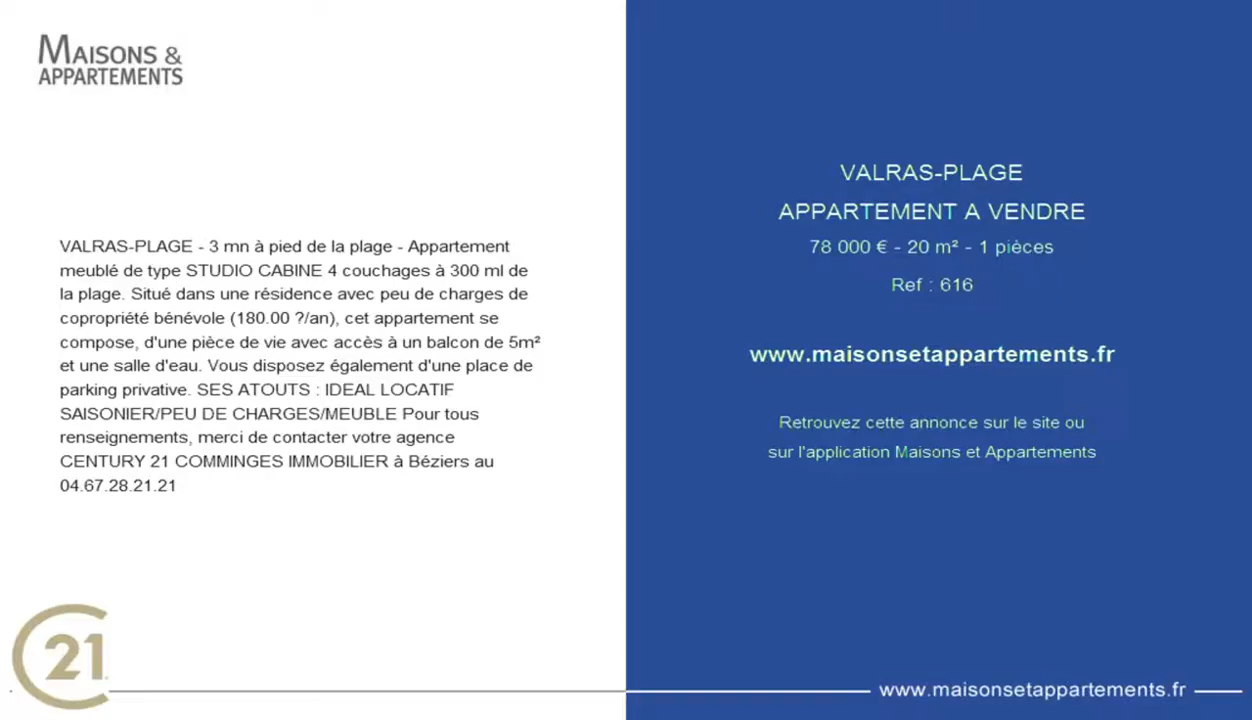 MAISONS &
APPARTEMENTS
VALRAS-PLAGE - 3 mn à pied de la plage - Appartement
meublé de type STUDIO CABINE 4 couchages à 300 ml de
la plage. Situé dans une résidence avec peu de charges de
copropriété bénévole (180.00 ?/an), cet appartement se
compose, d'une pièce de vie avec accès à un balcon de 5m²
et une salle d'eau. Vous disposez également d'une place de
parking privative. SES ATOUTS : IDEAL LOCATIF
SAISONIER/PEU DE CHARGES/MEUBLE Pour tous
renseignements, merci de contacter votre agence
CENTURY 21 COMMINGES IMMOBILIER à Béziers au
04.67.28.21.21
C21
VALRAS-PLAGE
APPARTEMENT A VENDRE
78 000 € - 20 m² - 1 pièces
Ref : 616
www.maisonsetappartements.fr
Retrouvez cette annonce sur le site ou
sur l'application Maisons et Appartements
www.maisonsetappartements.fr